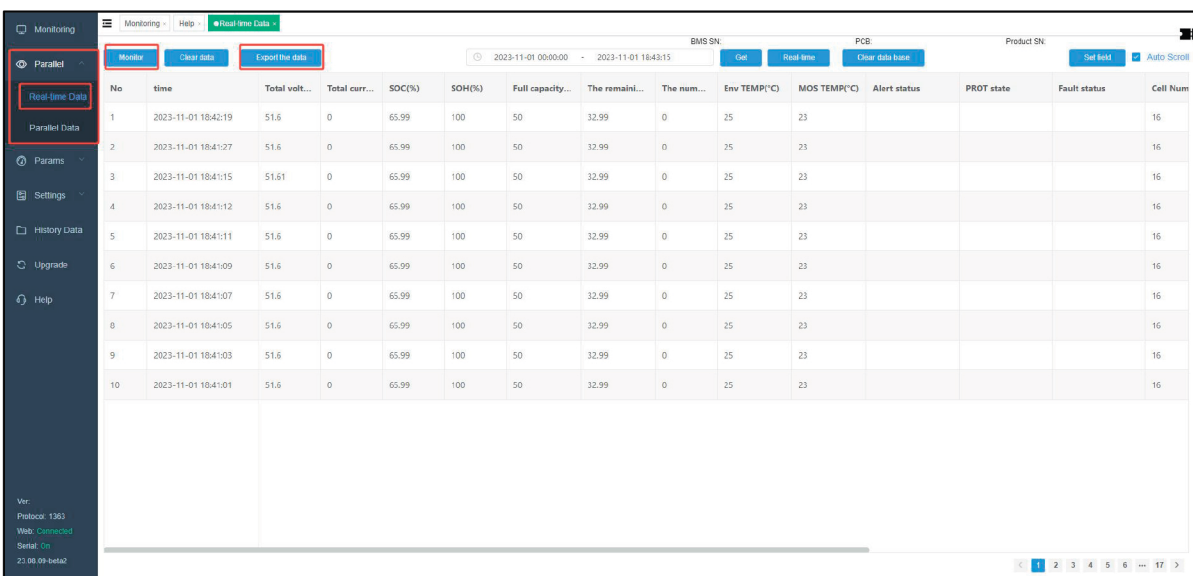 Monitoring
Parallel
Real-time Data
Parallel Data
Params
Settings
History Data
Upgrade
Help
Ver:
Protocol: 1363
Web: Connected
Serial: On
23.08.09-beta2
Monitoring × Help × Real-time Data ×
BMS SN: PCB: Product SN:
Monitor Clear data Export the data 2023-11-01 00:00:00 - 2023-11-01 18:43:15 Get Real-time Clear data base Set field Auto Scroll
No time Total volt... Total curr... SOC(%) SOH(%) Full capacity... The remaini... The num... Env TEMP(°C) MOS TEMP(°C) Alert status PROT state Fault status Cell Num
1 2023-11-01 18:42:19 51.6 0 65.99 100 50 32.99 0 25 23 16
2 2023-11-01 18:41:27 51.6 0 65.99 100 50 32.99 0 25 23 16
3 2023-11-01 18:41:15 51.61 0 65.99 100 50 32.99 0 25 23 16
4 2023-11-01 18:41:12 51.6 0 65.99 100 50 32.99 0 25 23 16
5 2023-11-01 18:41:11 51.6 0 65.99 100 50 32.99 0 25 23 16
6 2023-11-01 18:41:09 51.6 0 65.99 100 50 32.99 0 25 23 16
7 2023-11-01 18:41:07 51.6 0 65.99 100 50 32.99 0 25 23 16
8 2023-11-01 18:41:05 51.6 0 65.99 100 50 32.99 0 25 23 16
9 2023-11-01 18:41:03 51.6 0 65.99 100 50 32.99 0 25 23 16
10 2023-11-01 18:41:01 51.6 0 65.99 100 50 32.99 0 25 23 16
< 1 2 3 4 5 6 ... 17 >